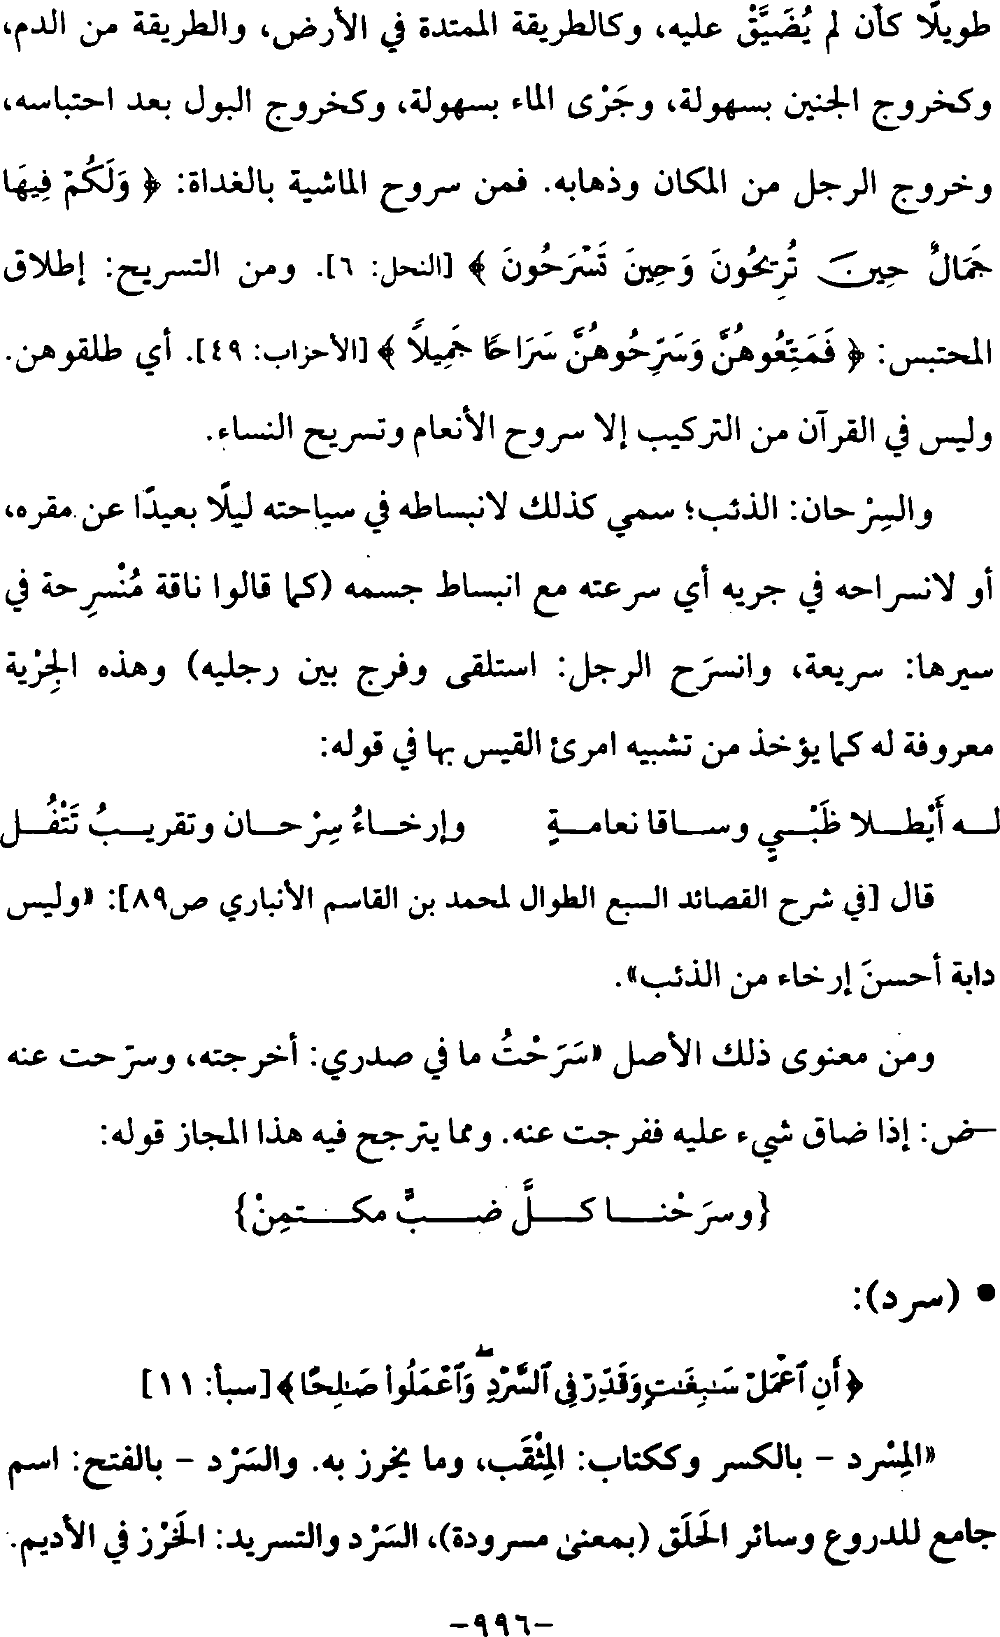 طويلًا كأن لم يُضَيَّقْ عليه، وكالطريقة الممتدة في الأرض، والطريقة من الدم،
وكخروج الجنين بسهولة، وجَرْى الماء بسهولة، وكخروج البول بعد احتباسه،
وخروج الرجل من المكان وذهابه. فمن سروح الماشية بالغداة: ﴿ وَلَكُمْ فِيهَا
جَمَالٌ حِينَ تُرِيحُونَ وَحِينَ تَسْرَحُونَ ﴾ [النحل: ٦]. ومن التسريح: إطلاق
المحتبس: ﴿ فَمَتِّعُوهُنَّ وَسَرِّحُوهُنَّ سَرَاحًا جَمِيلاً ﴾ [الأحزاب: ٤٩]. أي طلقوهن.
وليس في القرآن من التركيب إلا سروح الأنعام وتسريح النساء.
والسِرْحان: الذئب؛ سمي كذلك لانبساطه في سياحته ليلًا بعيدًا عن مقره،
أو لانسراحه في جريه أي سرعته مع انبساط جسمه (كما قالوا ناقة مُنْسرِحة في
سيرها: سريعة، وانسرَح الرجل: استلقى وفرج بين رجليه) وهذه الجِرْية
معروفة له كما يؤخذ من تشبيه امرئ القيس بها في قوله:
لـه أَيْطـلا ظَبْـيٍ وسـاقا نعامـةٍ وإرخـاءُ سِرْحـان وتقريـبُ تَتْفُـل
قال [في شرح القصائد السبع الطوال لمحمد بن القاسم الأنباري ص٨٩]: «وليس
دابة أحسنَ إرخاء من الذئب».
ومن معنوى ذلك الأصل «سَرَحْتُ ما في صدري: أخرجته، وسرّحت عنه
ـض: إذا ضاق شيء عليه ففرجت عنه. ومما يترجح فيه هذا المجاز قوله:
{وسرَحْنـــا كـــلَّ ضـــبٍّ مكـــتمِنْ}
• (سرد):
﴿أَنِ ٱعْمَلْ سَـٰبِغَـٰتٍ وَقَدِّرْ فِى ٱلسَّرْدِ ۖ وَٱعْمَلُوا۟ صَـٰلِحًا﴾[سبأ: ١١]
«المِسْرد – بالكسر وككتاب: المِثْقَب، وما يخرز به. والسَرْد – بالفتح: اسم
جامع للدروع وسائر الحَلَق (بمعنى مسرودة)، السَرْد والتسريد: الخَرْز في الأديم.
-٩٩٦-